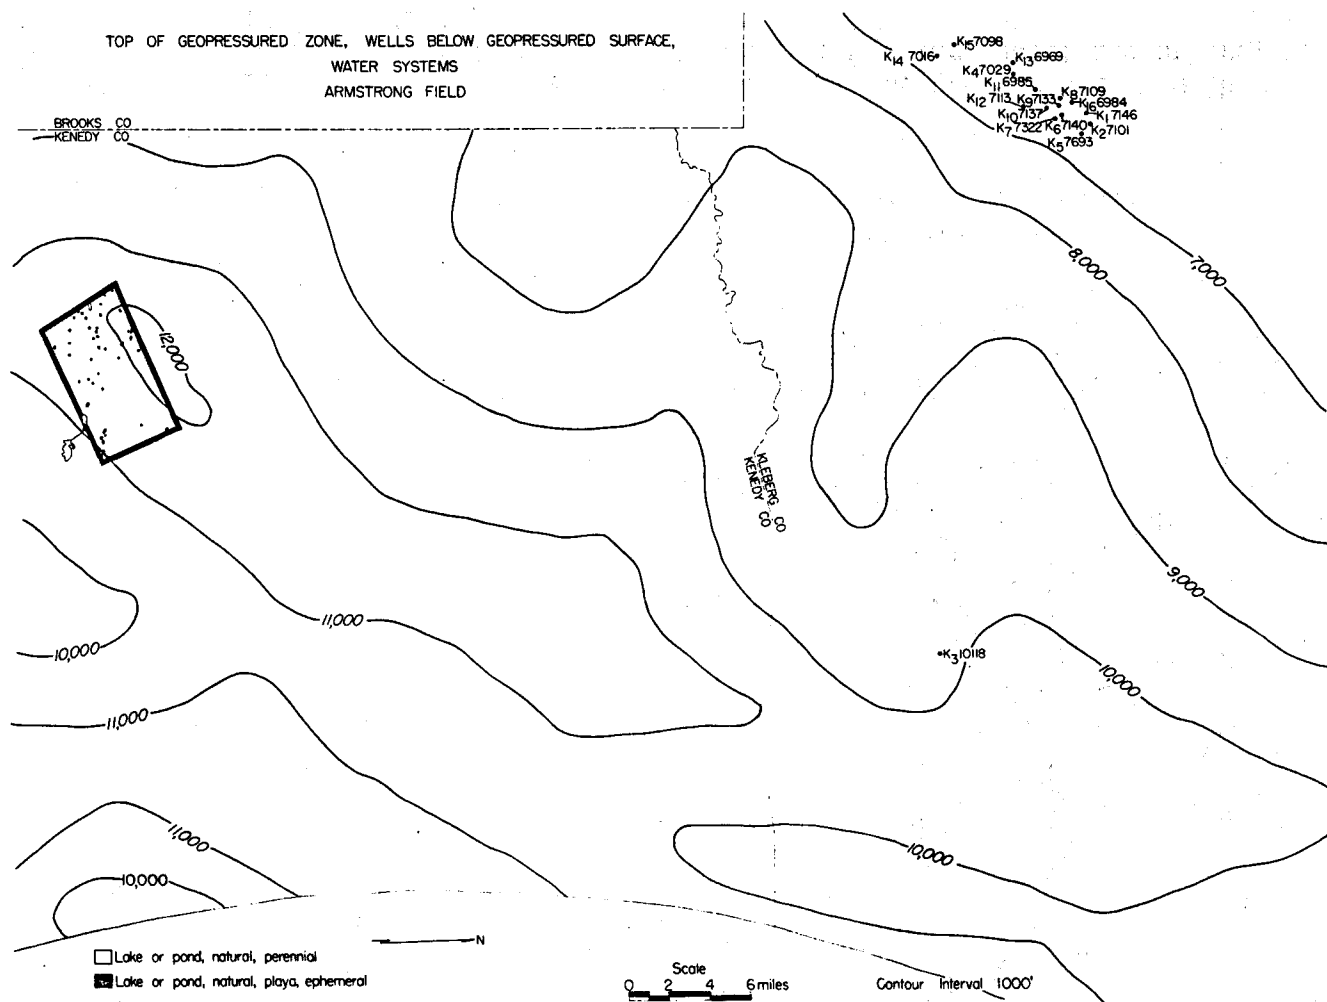 TOP OF GEOPRESSURED ZONE, WELLS BELOW GEOPRESSURED SURFACE,
WATER SYSTEMS
ARMSTRONG FIELD
BROOKS CO
KENEDY CO
K15 7098
K14 7016
K13 6969
K4 7029
K11 6985
K8 7109
K12 7113
K9 7133
K16 6984
K10 7137
K1 7146
K7 7322
K6 7140
K2 7101
K5 7693
8,000
7,000
12,000
KLEBERG CO
KENEDY CO
9,000
11,000
10,000
K3 10118
10,000
11,000
11,000
10,000
10,000
N
Lake or pond, natural, perennial
Lake or pond, natural, playa, ephemeral
Scale
0 2 4 6 miles
Contour Interval 1000'